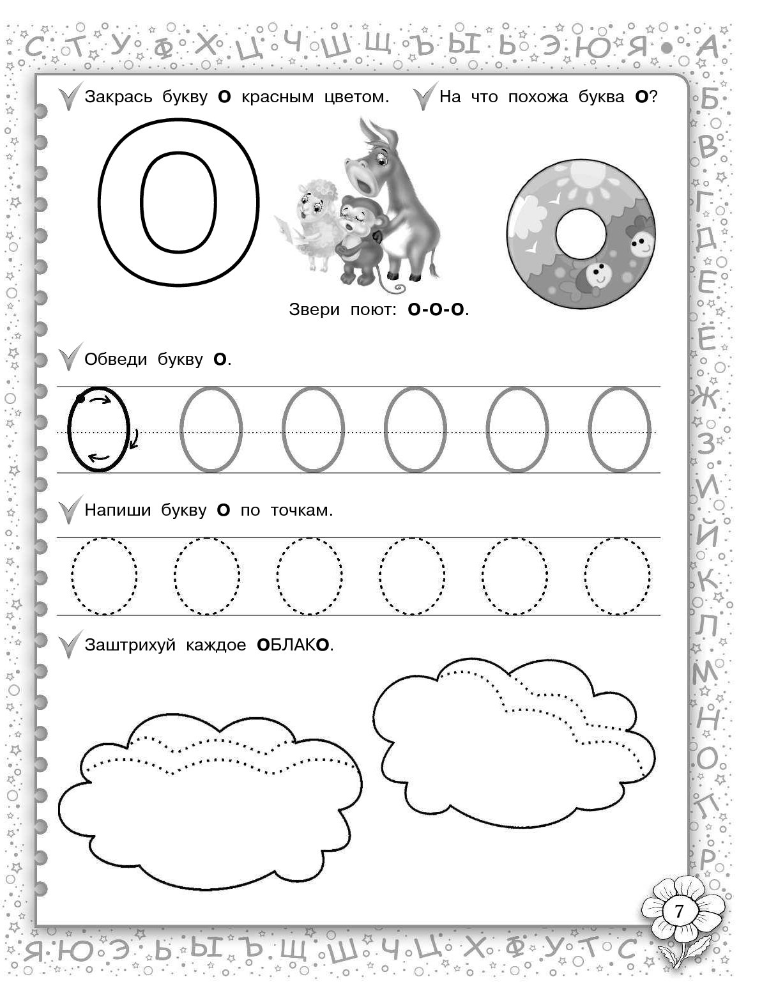 С Т У Ф Х Ц Ч Ш Щ Ъ Ы Ь Э Ю Я А
Закрась букву О красным цветом.
На что похожа буква О?
О
Звери поют: О-О-О.
Обведи букву О.
О О О О О О
Напиши букву О по точкам.
О О О О О О
Заштрихуй каждое ОБЛАКО.
Б
В
Г
Д
Е
Ё
Ж
З
И
Й
К
Л
М
Н
О
П
Р
7
Я Ю Э Ь Ы Ъ Щ Ш Ч Ц Х Ф У Т С